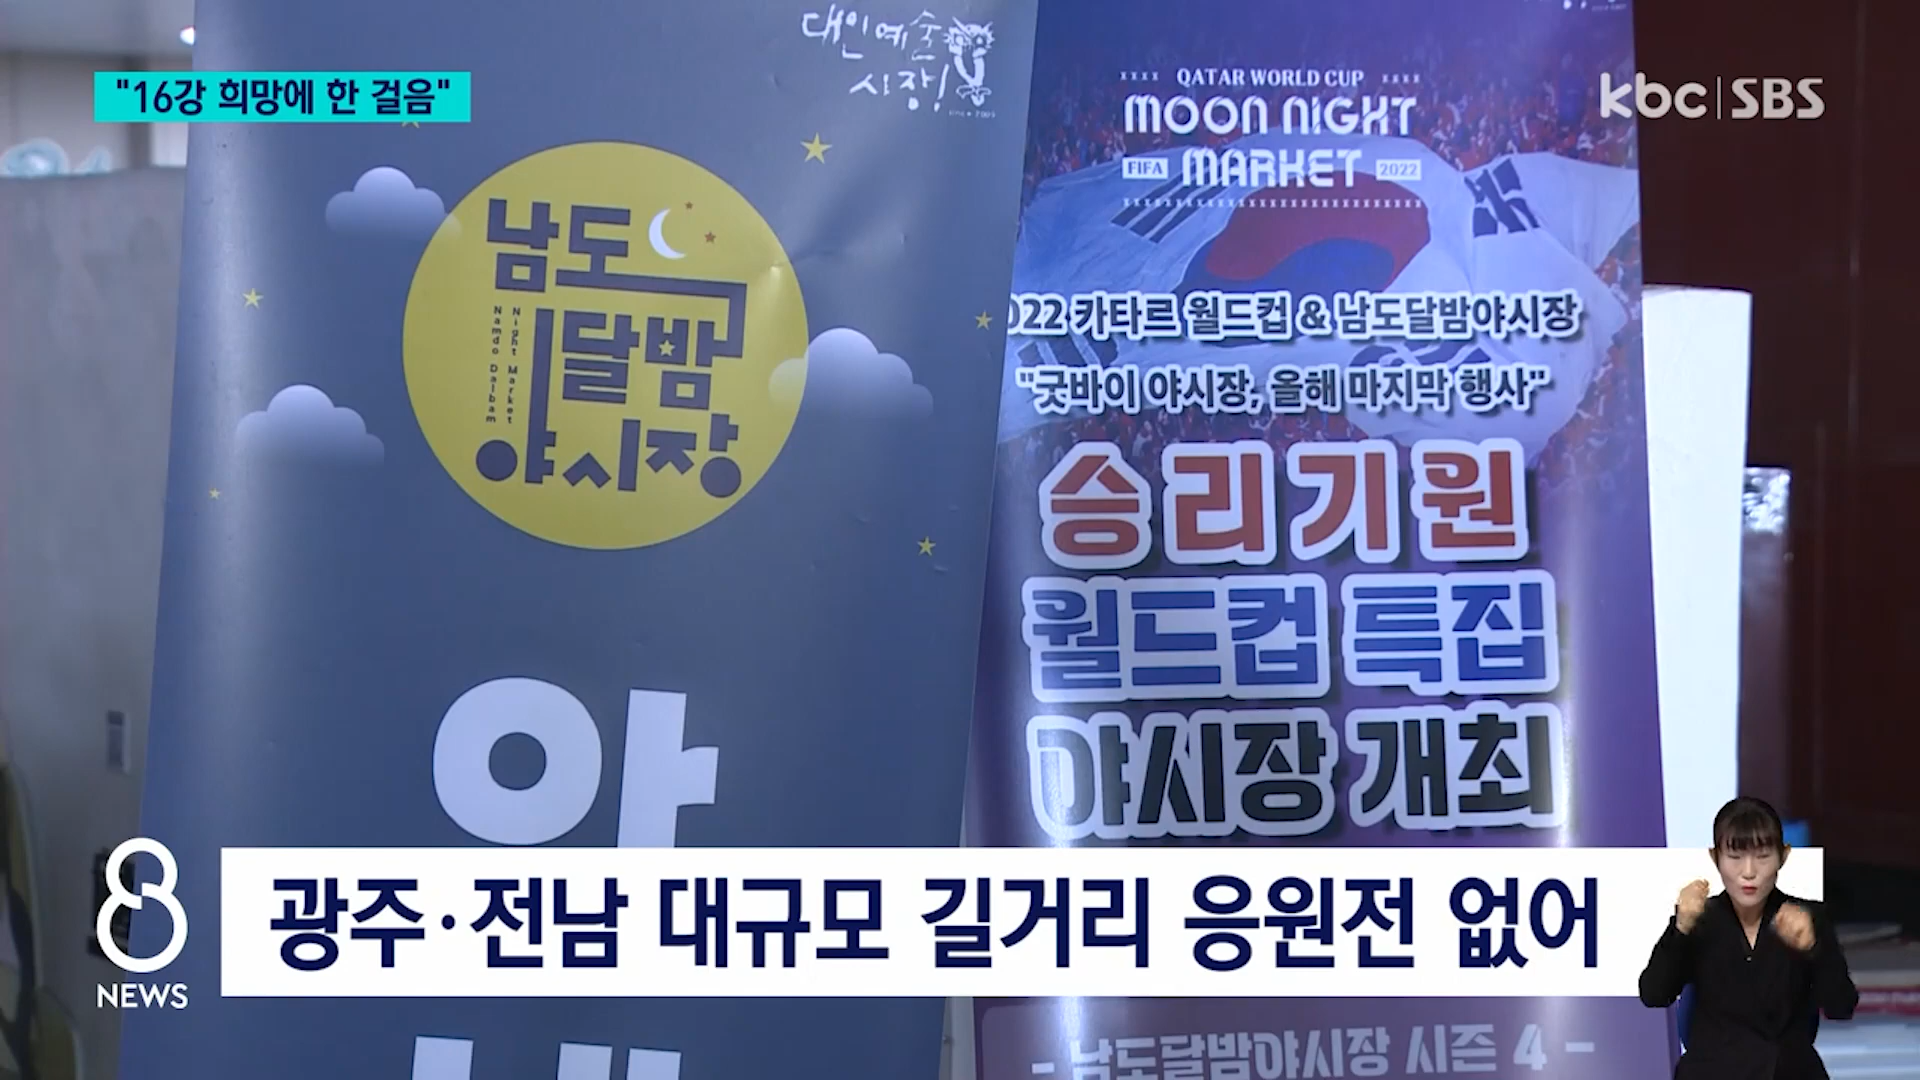 "16강 희망에 한 걸음"
kbc SBS
대인예술
시장!
남도
달밤
야시장
Night Market
Namdo Dalbam
야
QATAR WORLD CUP
MOON NIGHT
FIFA MARKET 2022
022 카타르 월드컵 & 남도달밤야시장
"굿바이 야시장, 올해 마지막 행사"
승리기원
월드컵 특집
야시장 개최
광주·전남 대규모 길거리 응원전 없어
8 NEWS
- 남도달밤야시장 시즌 4 -